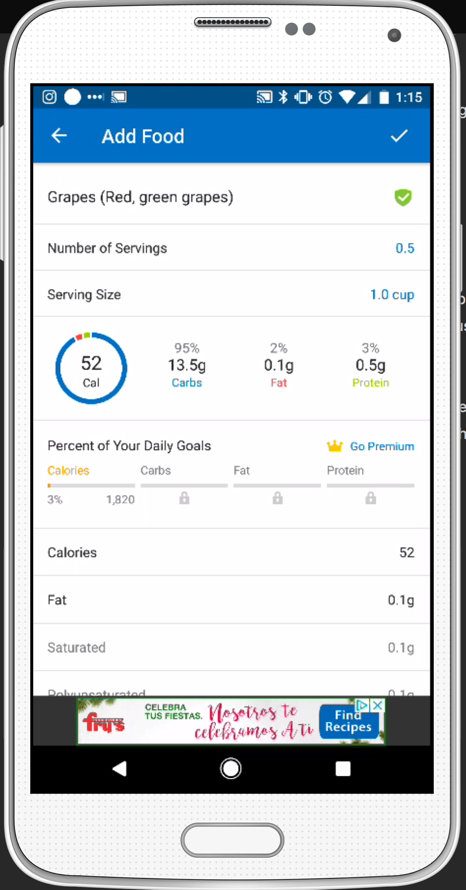 1:15
Add Food
Grapes (Red, green grapes)
Number of Servings 0.5
Serving Size 1.0 cup
52
Cal
95% 2% 3%
13.5g 0.1g 0.5g
Carbs Fat Protein
Percent of Your Daily Goals Go Premium
Calories Carbs Fat Protein
3% 1,820
Calories 52
Fat 0.1g
Saturated 0.1g
Polyunsaturated 0.1g
fry's
CELEBRA
TUS FIESTAS.
Nosotros te
celebramos A Ti
Find
Recipes